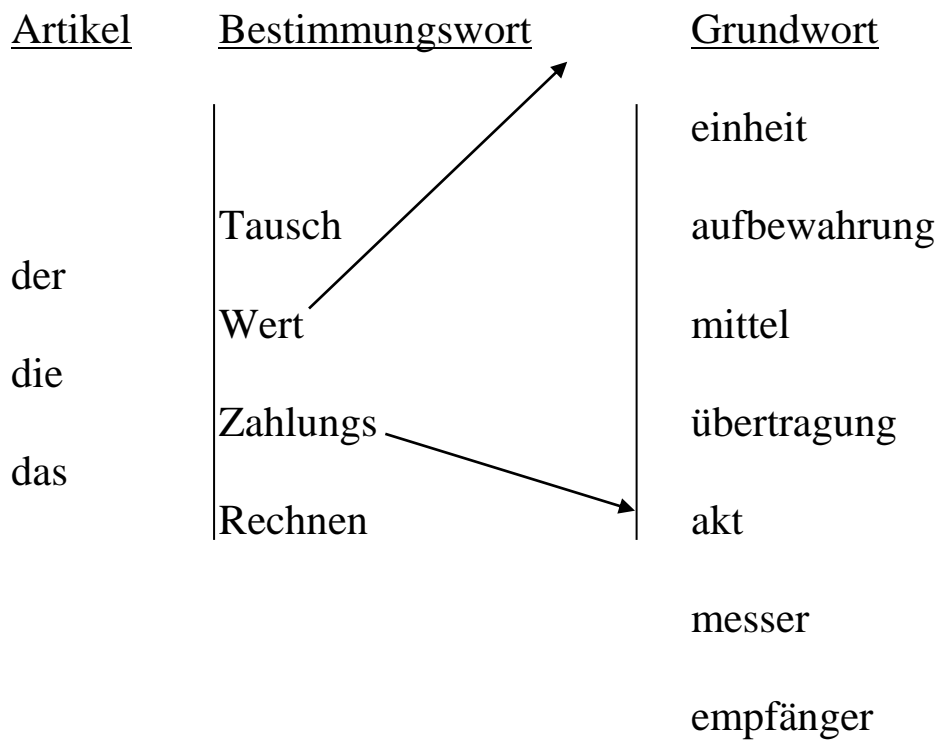 Artikel Bestimmungswort Grundwort
einheit
Tausch aufbewahrung
der
Wert mittel
die
Zahlungs übertragung
das
Rechnen akt
messer
empfänger